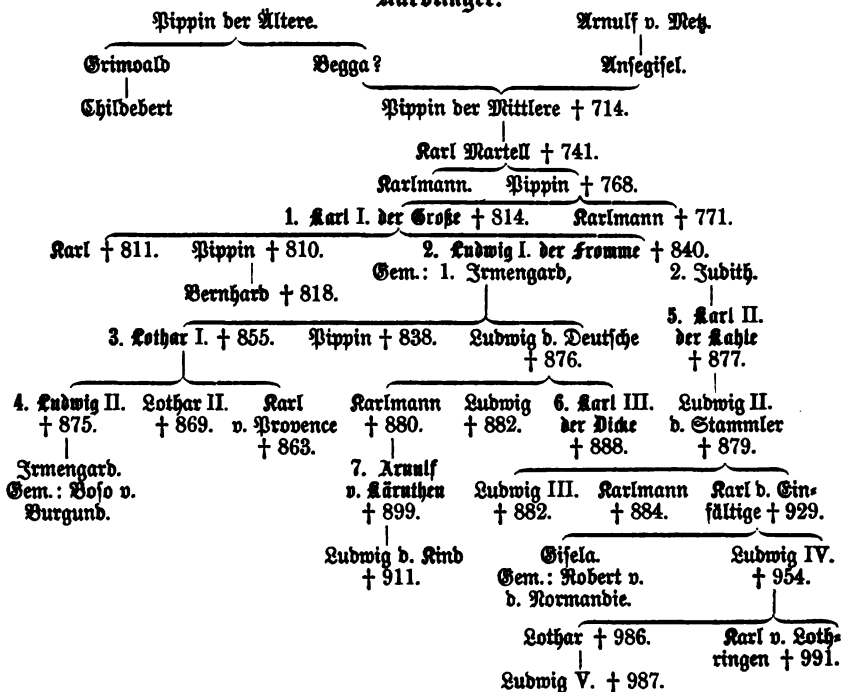 Karolinger.
Pippin der Ältere. Arnulf v. Metz.
Grimoald Begga? Ansegisel.
Childebert Pippin der Mittlere † 714.
Karl Martell † 741.
Karlmann. Pippin † 768.
1. Karl I. der Große † 814. Karlmann † 771.
Karl † 811. Pippin † 810. 2. Ludwig I. der Fromme † 840.
Gem.: 1. Irmengard, 2. Judith.
Bernhard † 818.
5. Karl II.
3. Lothar I. † 855. Pippin † 838. Ludwig d. Deutsche der Kahle
† 876. † 877.
4. Ludwig II. Lothar II. Karl Karlmann Ludwig 6. Karl III. Ludwig II.
† 875. † 869. v. Provence † 880. † 882. der Dicke d. Stammler
† 863. † 888. † 879.
Irmengard. 7. Arnulf
Gem.: Boso v. v. Kärnthen Ludwig III. Karlmann Karl d. Ein-
Burgund. † 899. † 882. † 884. fältige † 929.
Ludwig d. Kind Gisela. Ludwig IV.
† 911. Gem.: Robert v. † 954.
d. Normandie.
Lothar † 986. Karl v. Loth-
ringen † 991.
Ludwig V. † 987.